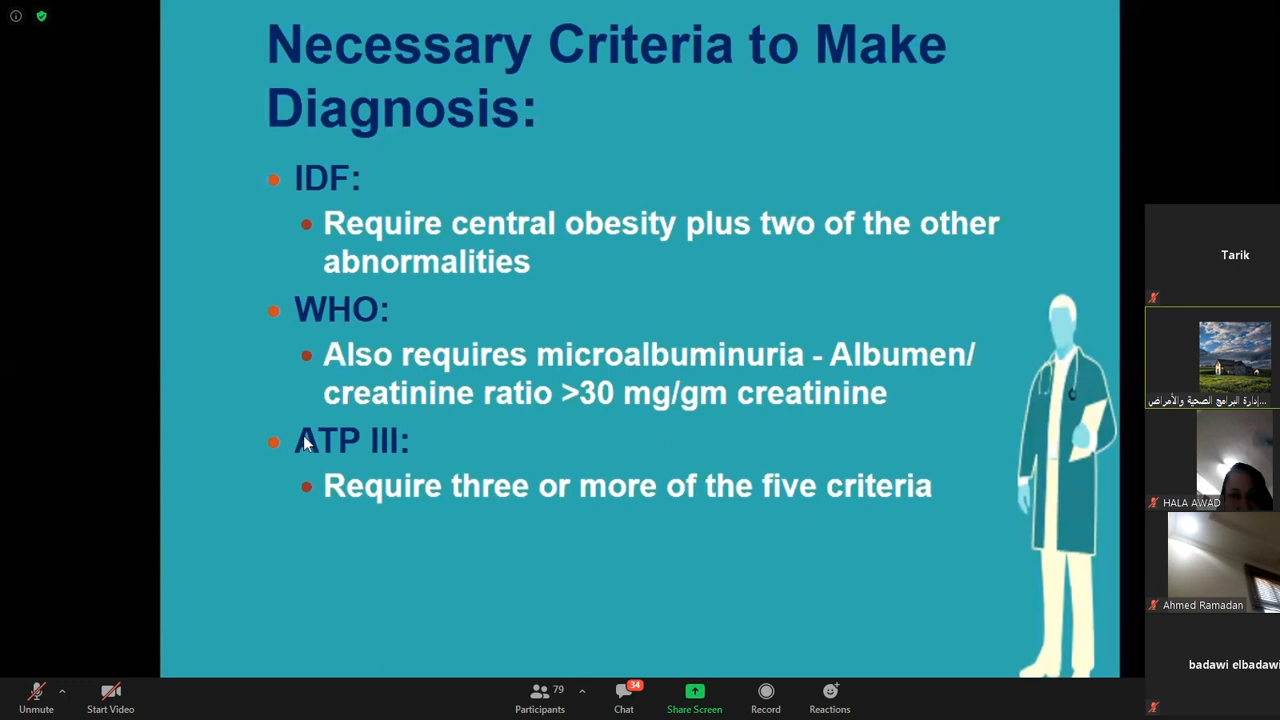 Necessary Criteria to Make
Diagnosis:
IDF:
Require central obesity plus two of the other
abnormalities
WHO:
Also requires microalbuminuria - Albumen/
creatinine ratio >30 mg/gm creatinine
ATP III:
Require three or more of the five criteria
Tarik
إدارة البرامج الصحية والأمراض...
HALA AWAD
Ahmed Ramadan
badawi elbadawi
Unmute
Start Video
79
Participants
34
Chat
Share Screen
Record
Reactions